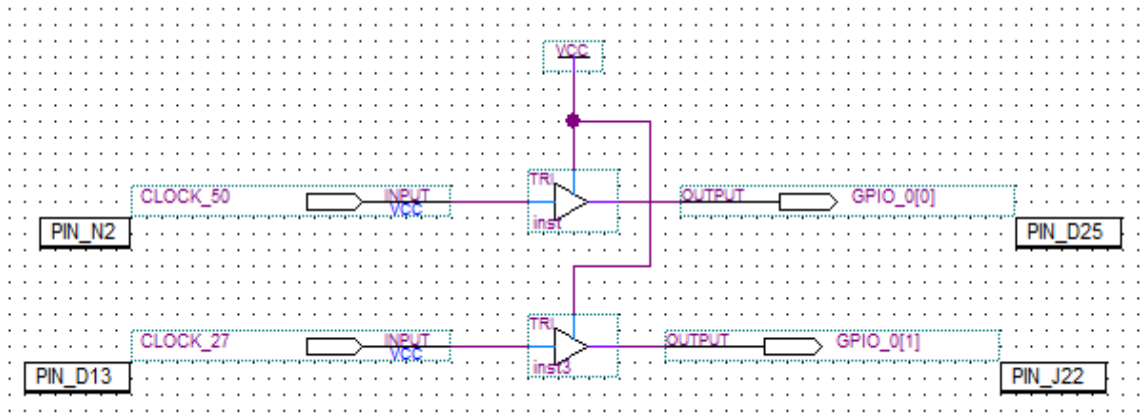 VCC
TRI
CLOCK_50 INPUT VCC OUTPUT GPIO_0[0]
inst
PIN_N2 PIN_D25
TRI
CLOCK_27 INPUT VCC OUTPUT GPIO_0[1]
inst3
PIN_D13 PIN_J22